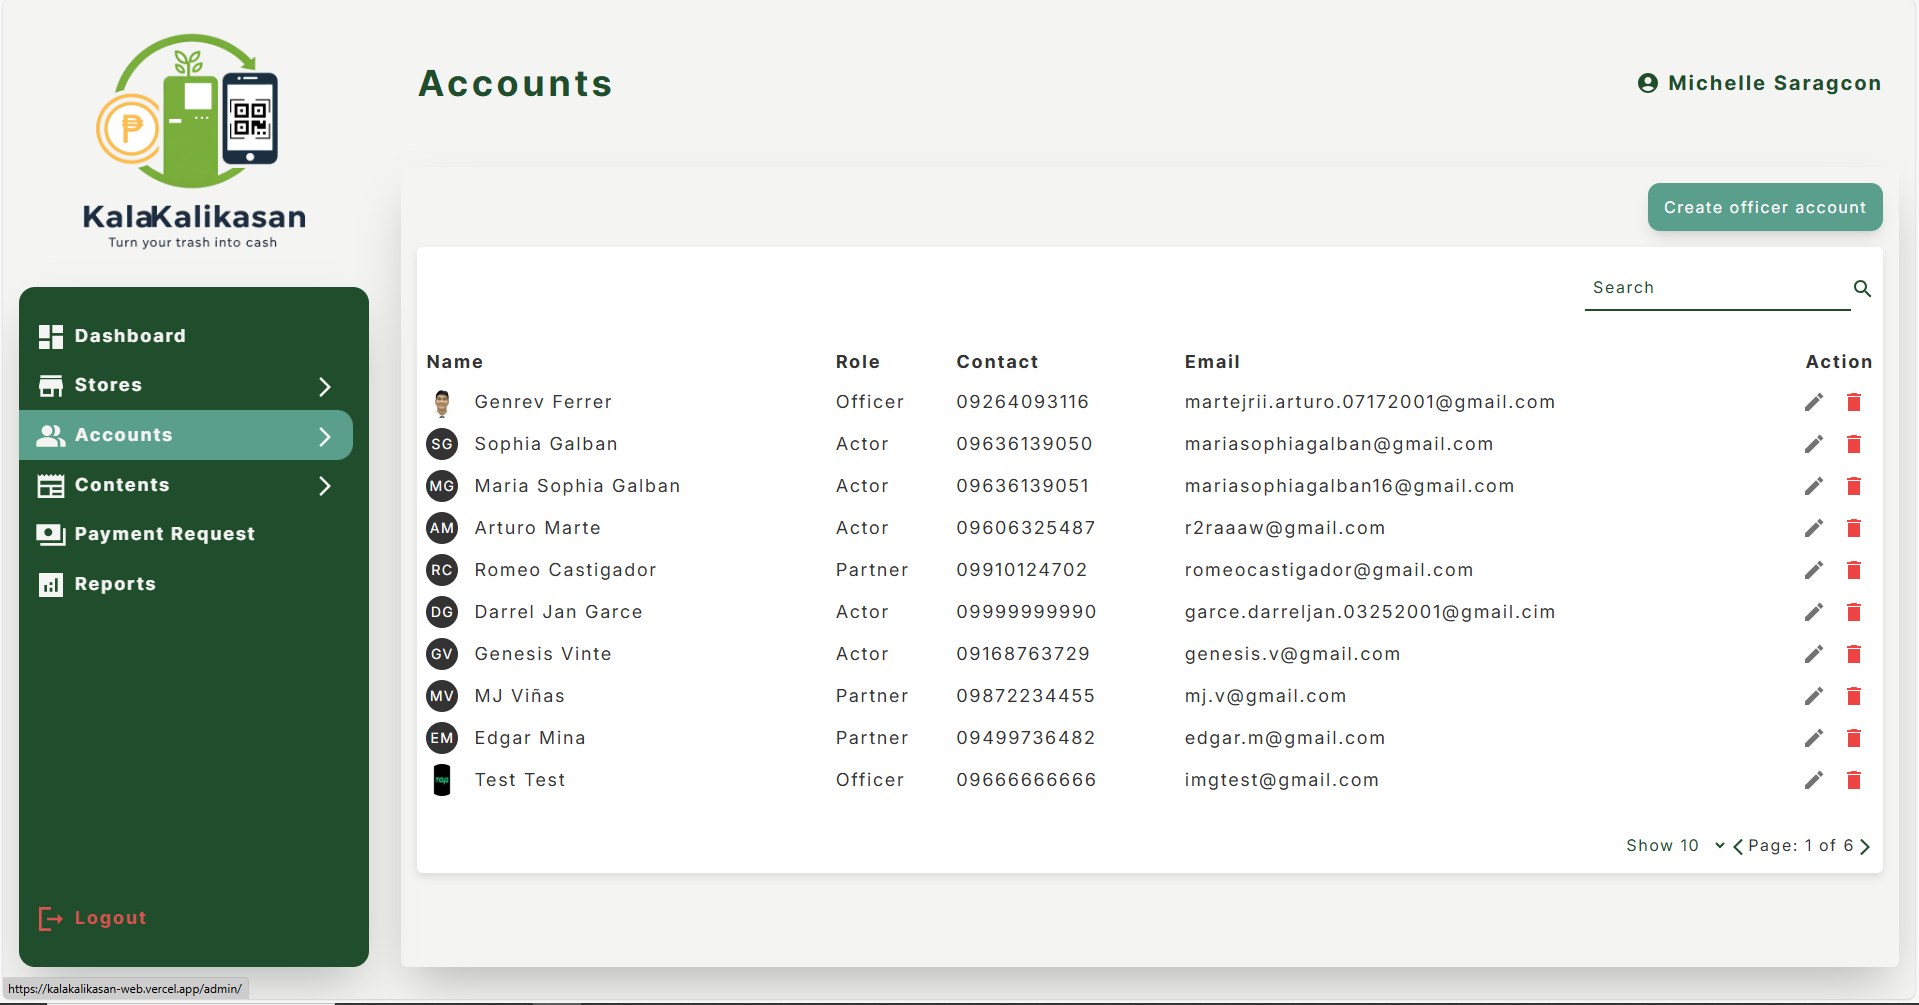 KalaKalikasan
Turn your trash into cash
Accounts
Michelle Saragcon
Create officer account
Dashboard
Stores
Accounts
Contents
Payment Request
Reports
Logout
Search
Name Role Contact Email Action
Genrev Ferrer Officer 09264093116 martejrii.arturo.07172001@gmail.com
SG Sophia Galban Actor 09636139050 mariasophiagalban@gmail.com
MG Maria Sophia Galban Actor 09636139051 mariasophiagalban16@gmail.com
AM Arturo Marte Actor 09606325487 r2raaaw@gmail.com
RC Romeo Castigador Partner 09910124702 romeocastigador@gmail.com
DG Darrel Jan Garce Actor 09999999990 garce.darreljan.03252001@gmail.cim
GV Genesis Vinte Actor 09168763729 genesis.v@gmail.com
MV MJ Viñas Partner 09872234455 mj.v@gmail.com
EM Edgar Mina Partner 09499736482 edgar.m@gmail.com
maya Test Test Officer 09666666666 imgtest@gmail.com
Show 10 Page: 1 of 6
https://kalakalikasan-web.vercel.app/admin/